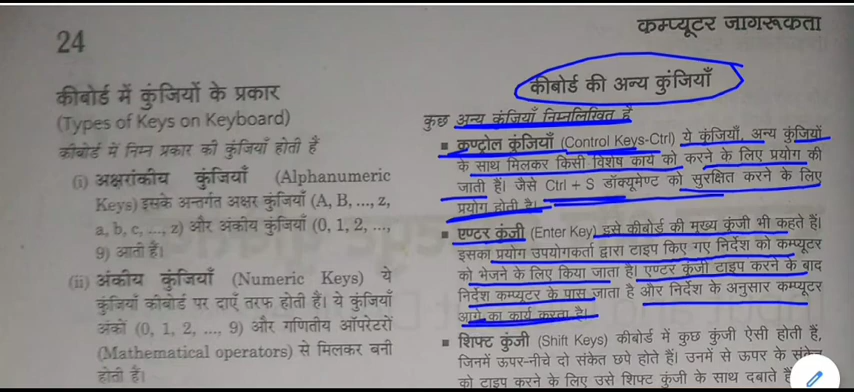 24
कम्प्यूटर जागरूकता
कीबोर्ड में कुंजियों के प्रकार
(Types of Keys on Keyboard)
कीबोर्ड में निम्न प्रकार की कुंजियाँ होती हैं
(i) अक्षरांकीय कुंजियाँ (Alphanumeric
Keys) इसके अन्तर्गत अक्षर कुंजियाँ (A, B, ..., z,
a, b, c, ..., z) और अंकीय कुंजियाँ (0, 1, 2, ...,
9) आती हैं।
(ii) अंकीय कुंजियाँ (Numeric Keys) ये
कुंजियाँ कीबोर्ड पर दाएँ तरफ होती हैं। ये कुंजियाँ
अंकों (0, 1, 2, ..., 9) और गणितीय ऑपरेटरों
(Mathematical operators) से मिलकर बनी
होती हैं।
कीबोर्ड की अन्य कुंजियाँ
कुछ अन्य कुंजियाँ निम्नलिखित हैं
▪ कण्ट्रोल कुंजियाँ (Control Keys-Ctrl) ये कुंजियाँ, अन्य कुंजियों
के साथ मिलकर किसी विशेष कार्य को करने के लिए प्रयोग की
जाती हैं। जैसे Ctrl + S डॉक्यूमेण्ट को सुरक्षित करने के लिए
प्रयोग होती है।
▪ एण्टर कुंजी (Enter Key) इसे कीबोर्ड की मुख्य कुंजी भी कहते हैं।
इसका प्रयोग उपयोगकर्ता द्वारा टाइप किए गए निर्देश को कम्प्यूटर
को भेजने के लिए किया जाता है। एण्टर कुंजी टाइप करने के बाद
निर्देश कम्प्यूटर के पास जाता है और निर्देश के अनुसार कम्प्यूटर
आगे का कार्य करता है।
▪ शिफ्ट कुंजी (Shift Keys) कीबोर्ड में कुछ कुंजी ऐसी होती हैं,
जिनमें ऊपर-नीचे दो संकेत छपे होते हैं। उनमें से ऊपर के संकेत
को टाइप करने के लिए उसे शिफ्ट कुंजी के साथ दबाते हैं